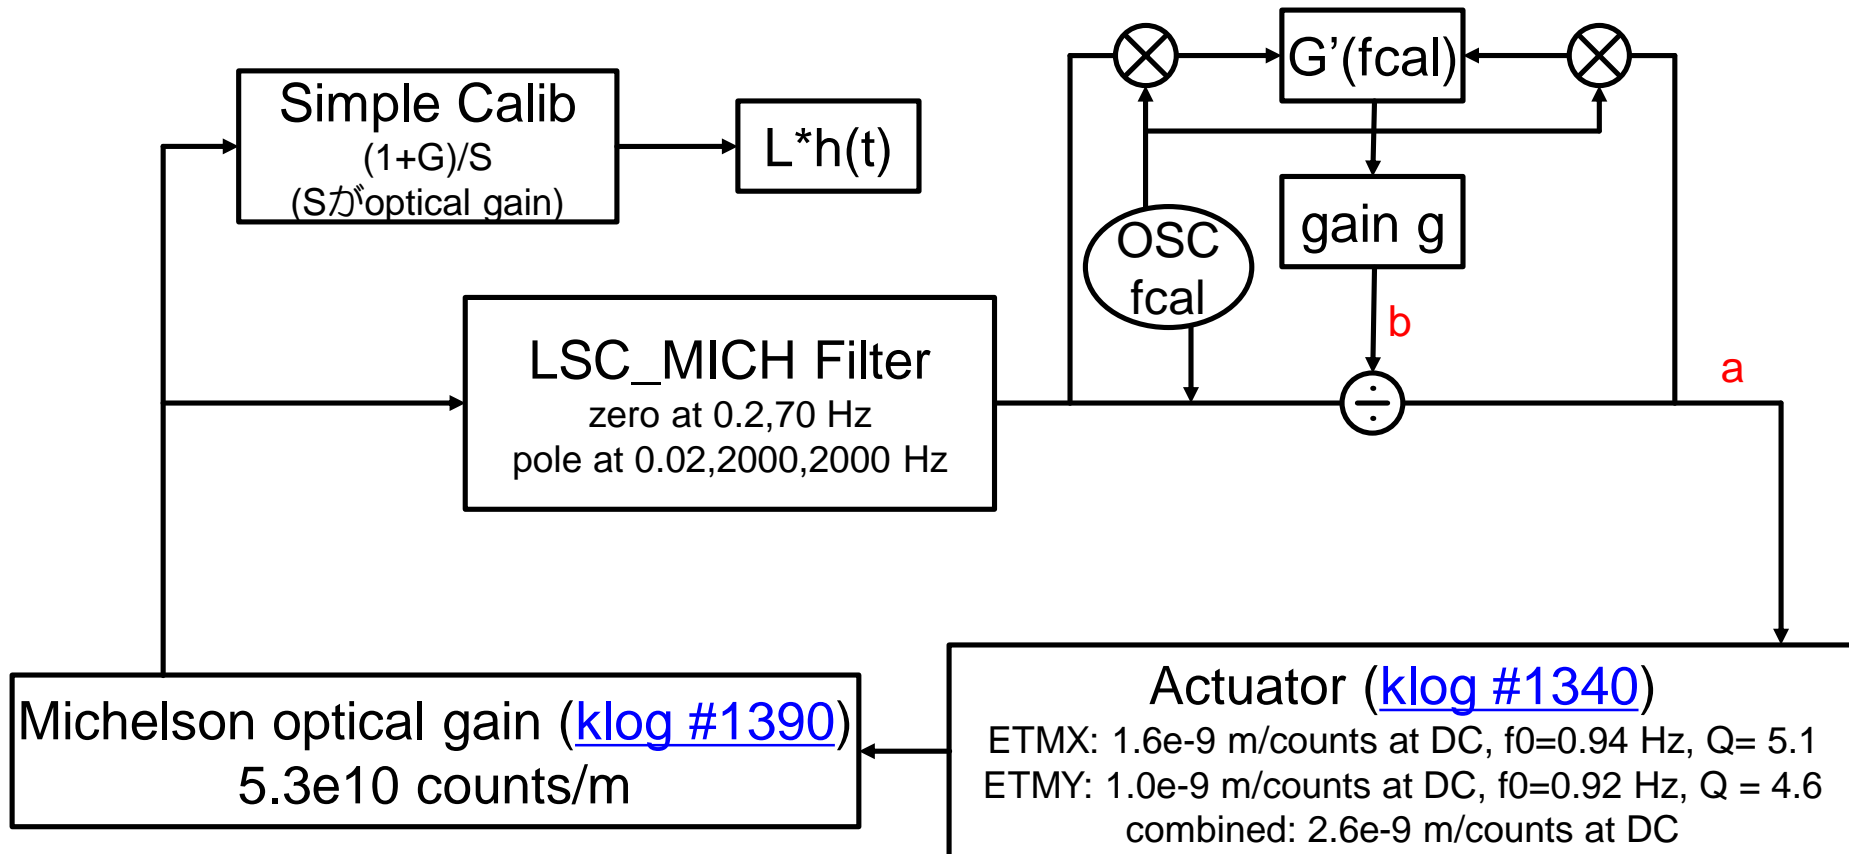 Simple Calib
(1+G)/S
(Sがoptical gain)
L*h(t)
G’(fcal)
gain g
OSC
fcal
b
a
÷
LSC_MICH Filter
zero at 0.2,70 Hz
pole at 0.02,2000,2000 Hz
Michelson optical gain (klog #1390)
5.3e10 counts/m
Actuator (klog #1340)
ETMX: 1.6e-9 m/counts at DC, f0=0.94 Hz, Q= 5.1
ETMY: 1.0e-9 m/counts at DC, f0=0.92 Hz, Q = 4.6
combined: 2.6e-9 m/counts at DC